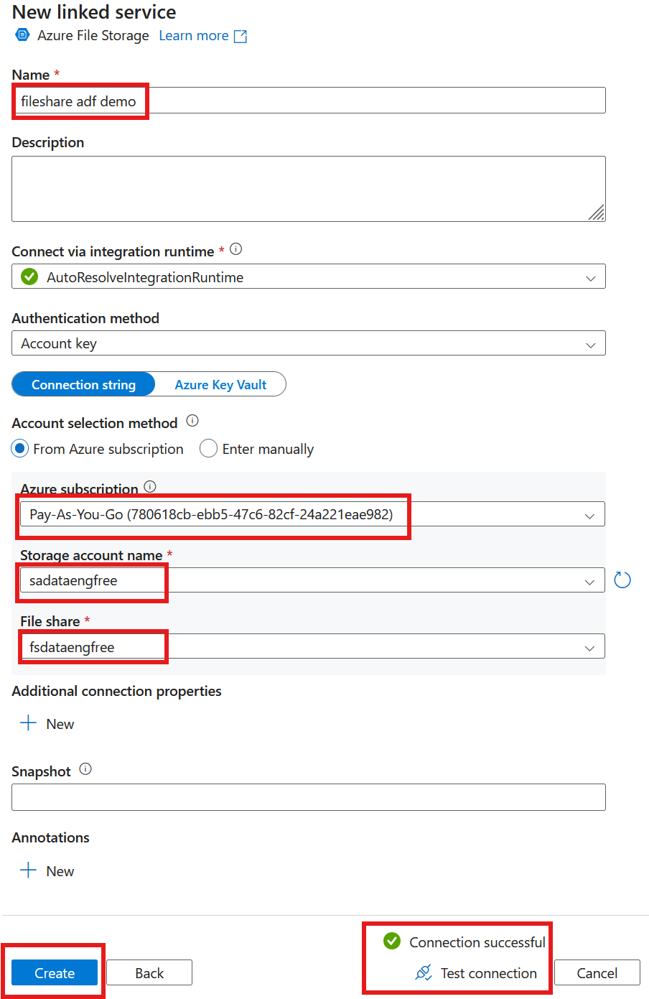 New linked service
Azure File Storage Learn more
Name *
fileshare adf demo
Description
Connect via integration runtime *
AutoResolveIntegrationRuntime
Authentication method
Account key
Connection string Azure Key Vault
Account selection method
From Azure subscription Enter manually
Azure subscription
Pay-As-You-Go (780618cb-ebb5-47c6-82cf-24a221eae982)
Storage account name *
sadataengfree
File share *
fsdataengfree
Additional connection properties
New
Snapshot
Annotations
New
Connection successful
Create Back Test connection Cancel